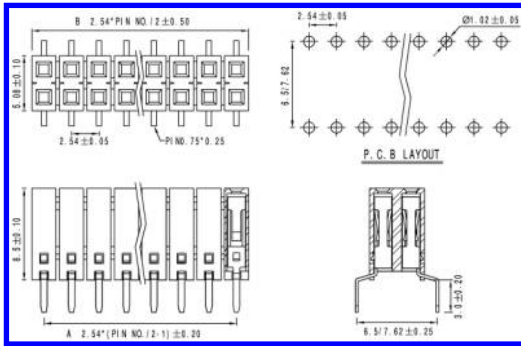 B 2.54*PIN NO./2±0.50
5.08±0.10
2.54±0.05
PIN0.75*0.25
2.54±0.05
Ø1.02±0.05
6.5/7.62
P.C.B LAYOUT
8.5±0.10
A 2.54*(PIN NO./2-1)±0.20
3.0±0.20
6.5/7.62±0.25